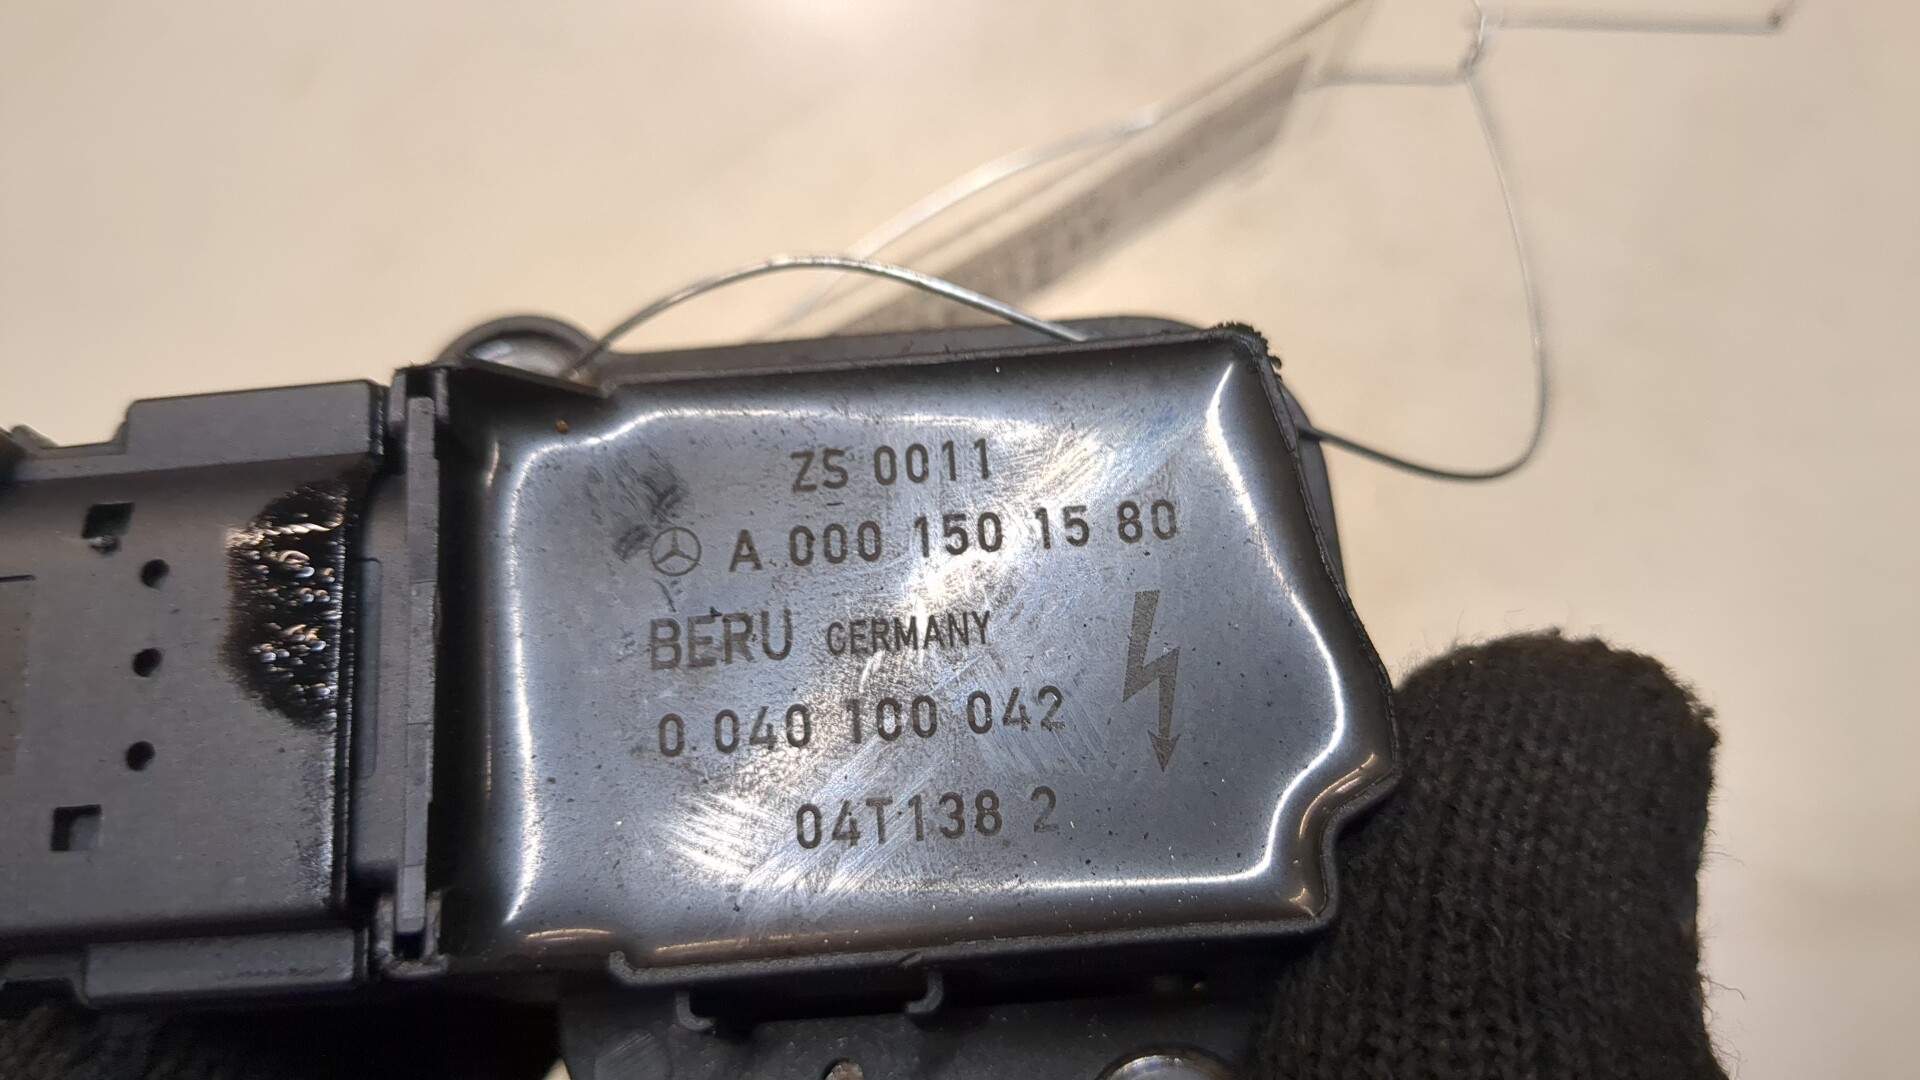 ZS 0011
A 000 150 15 80
BERU GERMANY
0 040 100 042
04T138 2